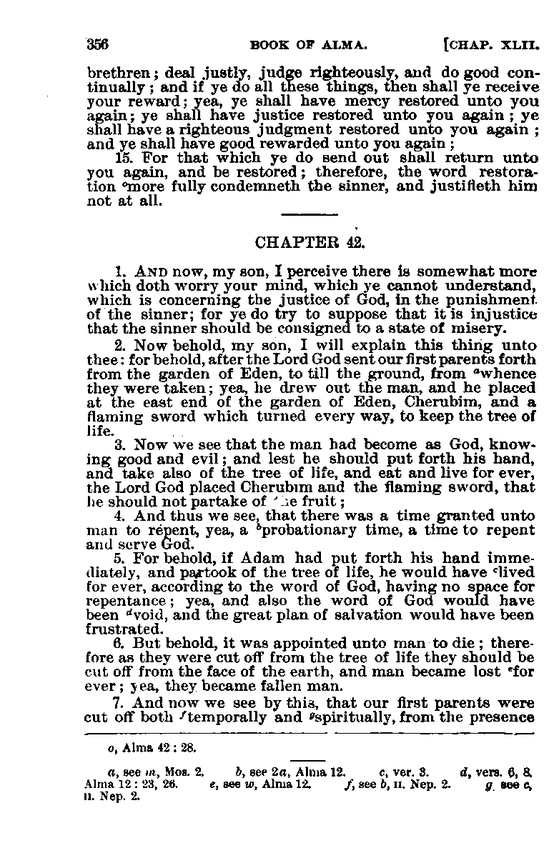 356 BOOK OF ALMA. [CHAP. XLII.
brethren; deal justly, judge righteously, and do good con-
tinually; and if ye do all these things, then shall ye receive
your reward; yea, ye shall have mercy restored unto you
again; ye shall have justice restored unto you again; ye
shall have a righteous judgment restored unto you again;
and ye shall have good rewarded unto you again;
15. For that which ye do send out shall return unto
you again, and be restored; therefore, the word restora-
tion ᵒmore fully condemneth the sinner, and justifieth him
not at all.
CHAPTER 42.
1. AND now, my son, I perceive there is somewhat more
which doth worry your mind, which ye cannot understand,
which is concerning the justice of God, in the punishment
of the sinner; for ye do try to suppose that it is injustice
that the sinner should be consigned to a state of misery.
2. Now behold, my son, I will explain this thing unto
thee: for behold, after the Lord God sent our first parents forth
from the garden of Eden, to till the ground, from ᵃwhence
they were taken; yea, he drew out the man, and he placed
at the east end of the garden of Eden, Cherubim, and a
flaming sword which turned every way, to keep the tree of
life.
3. Now we see that the man had become as God, know-
ing good and evil; and lest he should put forth his hand,
and take also of the tree of life, and eat and live for ever,
the Lord God placed Cherubim and the flaming sword, that
he should not partake of the fruit;
4. And thus we see, that there was a time granted unto
man to repent, yea, a ᵇprobationary time, a time to repent
and serve God.
5. For behold, if Adam had put forth his hand imme-
diately, and partook of the tree of life, he would have ᶜlived
for ever, according to the word of God, having no space for
repentance; yea, and also the word of God would have
been ᵈvoid, and the great plan of salvation would have been
frustrated.
6. But behold, it was appointed unto man to die; there-
fore as they were cut off from the tree of life they should be
cut off from the face of the earth, and man became lost ᵉfor
ever; yea, they became fallen man.
7. And now we see by this, that our first parents were
cut off both ᶠtemporally and ᵍspiritually, from the presence
o, Alma 42 : 28.
a, see m, Mos. 2. b, see 2a, Alma 12. c, ver. 3. d, vers. 6, 8.
Alma 12 : 23, 26. e, see w, Alma 12. f, see b, II. Nep. 2. g, see c,
II. Nep. 2.